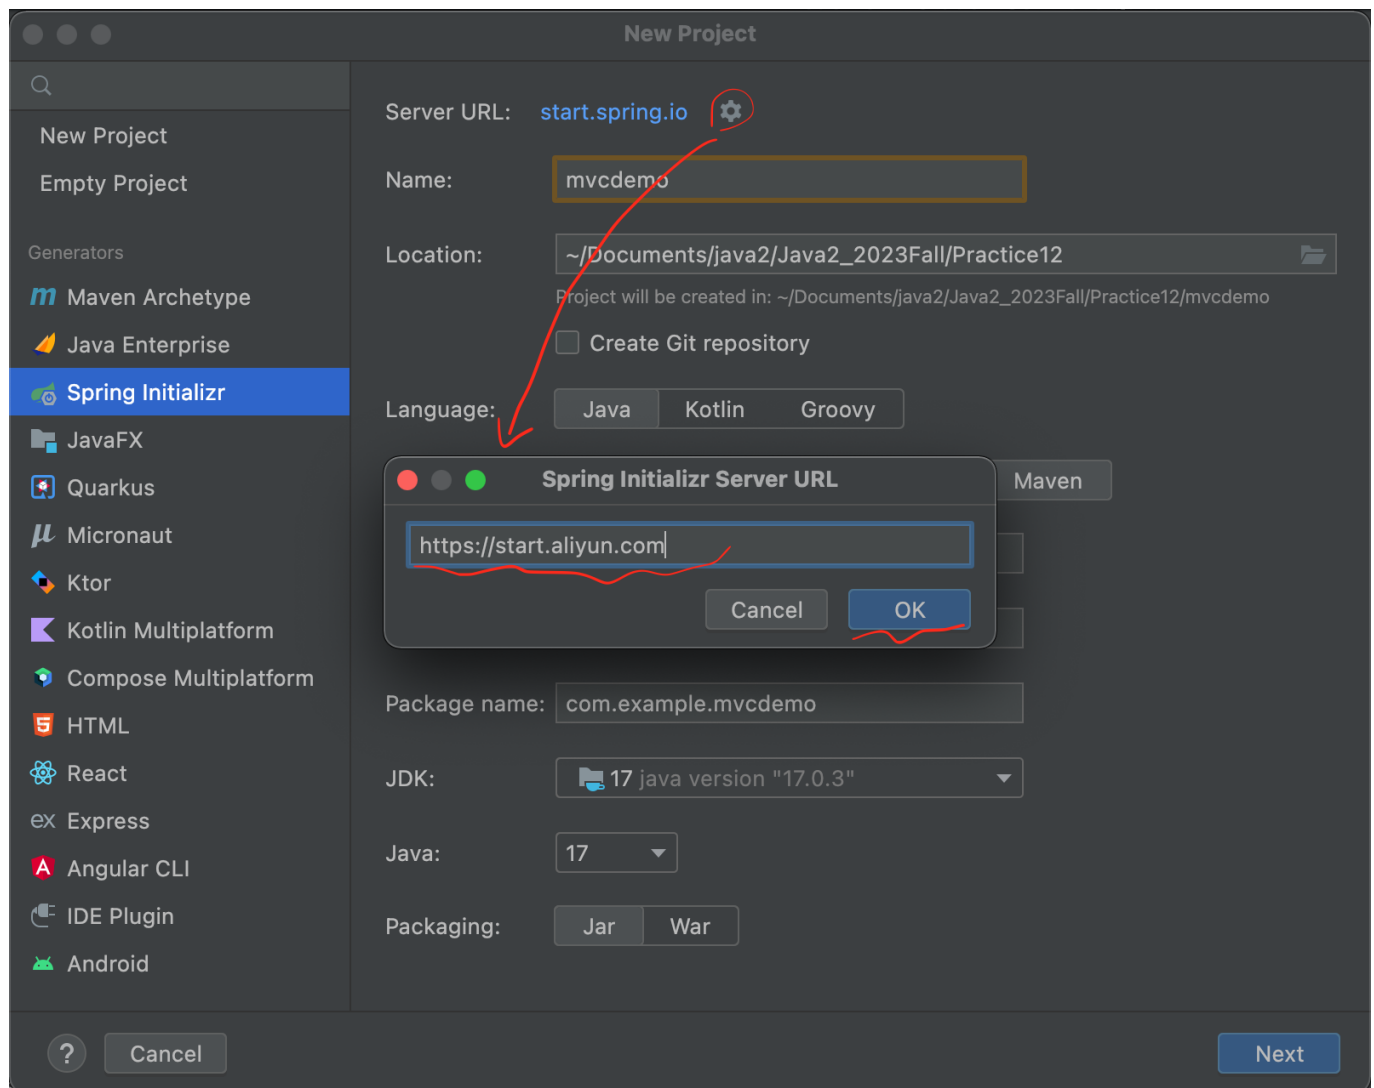 New Project
Server URL: start.spring.io
New Project
Empty Project
Name: mvcdemo
Generators
Location: ~/Documents/java2/Java2_2023Fall/Practice12
Project will be created in: ~/Documents/java2/Java2_2023Fall/Practice12/mvcdemo
Maven Archetype
Java Enterprise
Create Git repository
Spring Initializr
Language: Java Kotlin Groovy
JavaFX
Quarkus
Spring Initializr Server URL
Maven
Micronaut
https://start.aliyun.com
Ktor
Cancel OK
Kotlin Multiplatform
Compose Multiplatform
Package name: com.example.mvcdemo
HTML
React
JDK: 17 java version "17.0.3"
ex Express
Java: 17
Angular CLI
IDE Plugin
Packaging: Jar War
Android
? Cancel Next